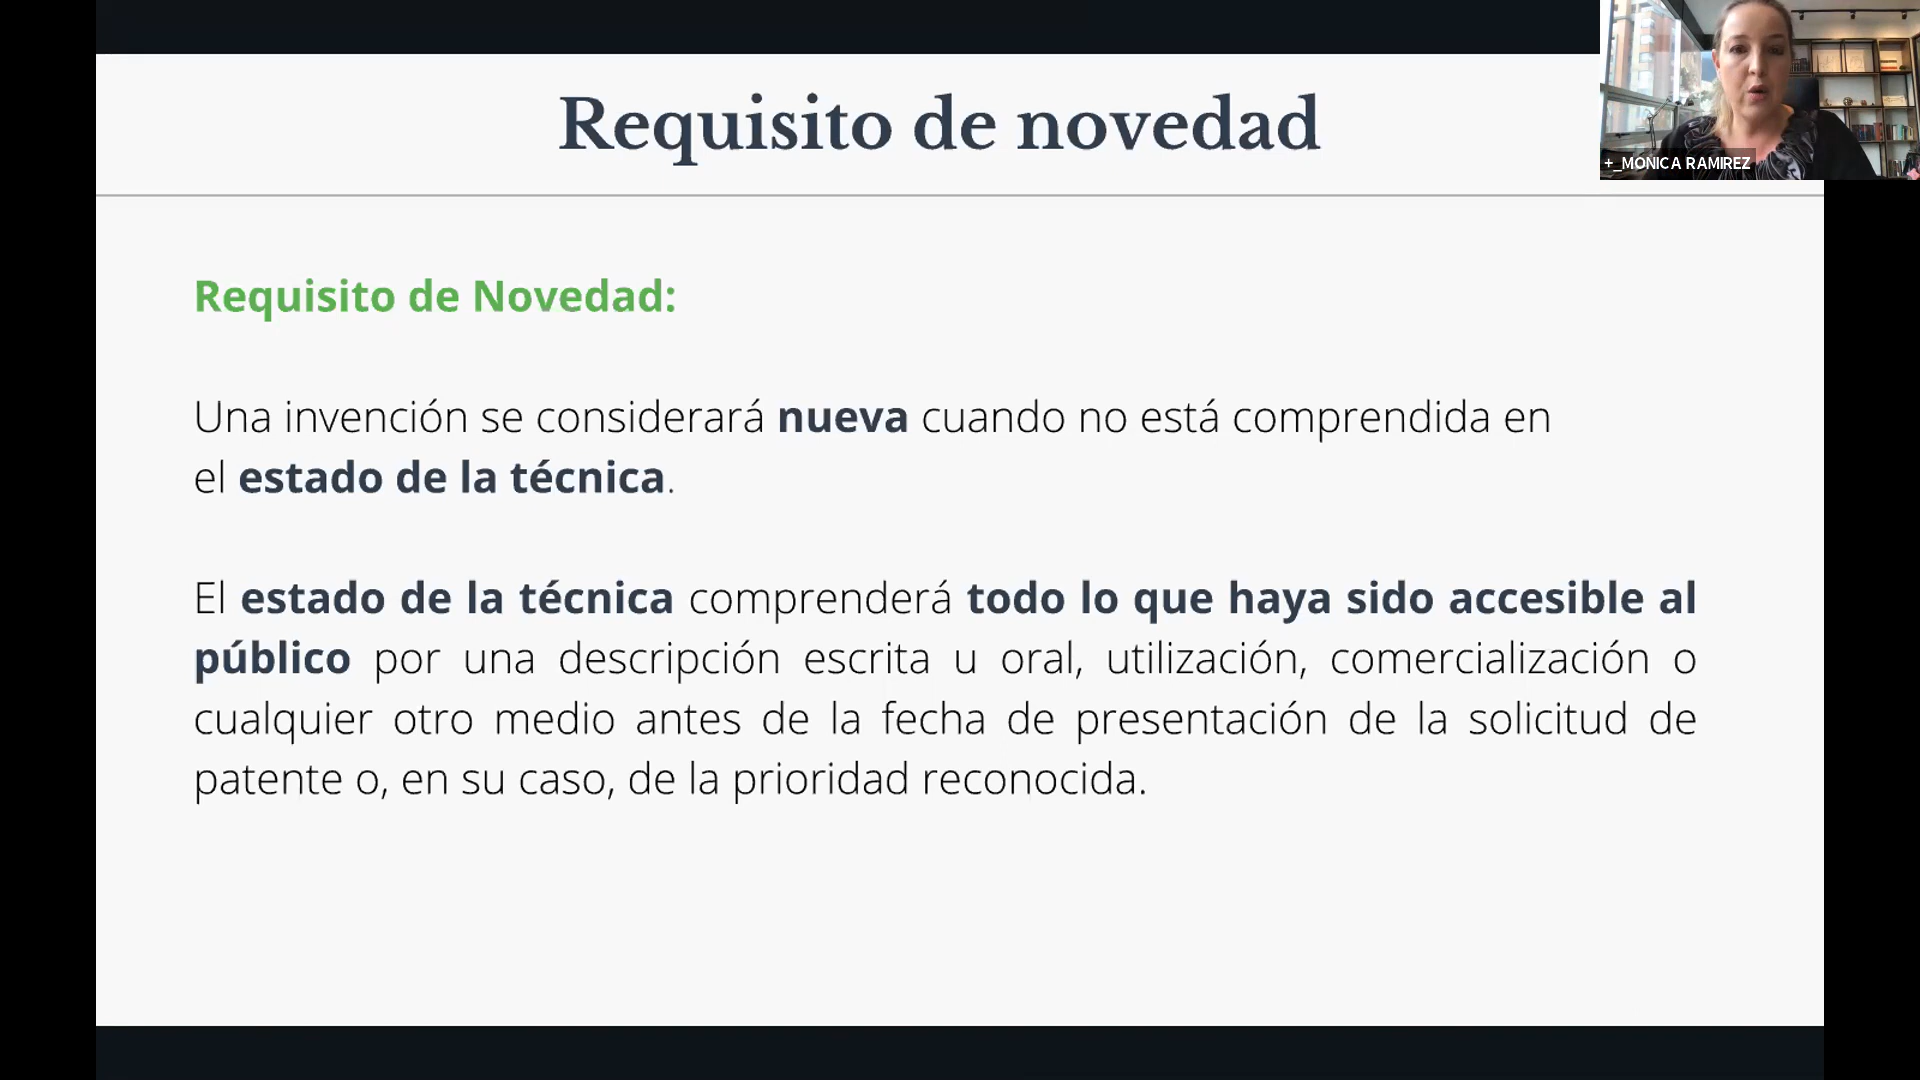 Requisito de novedad
+_MONICA RAMIREZ
Requisito de Novedad:
Una invención se considerará nueva cuando no está comprendida en
el estado de la técnica.
El estado de la técnica comprenderá todo lo que haya sido accesible al
público por una descripción escrita u oral, utilización, comercialización o
cualquier otro medio antes de la fecha de presentación de la solicitud de
patente o, en su caso, de la prioridad reconocida.